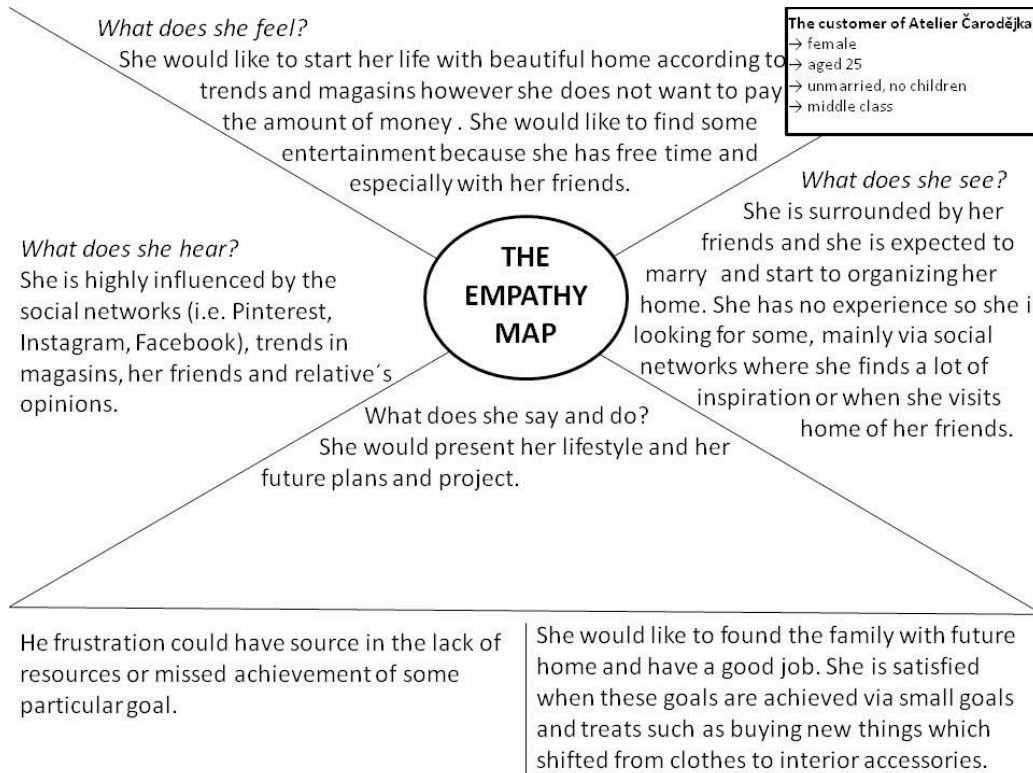 What does she feel?
She would like to start her life with beautiful home according to
trends and magasins however she does not want to pay
the amount of money . She would like to find some
entertainment because she has free time and
especially with her friends.
The customer of Atelier Čarodějka
→ female
→ aged 25
→ unmarried, no children
→ middle class
What does she hear?
She is highly influenced by the
social networks (i.e. Pinterest,
Instagram, Facebook), trends in
magasins, her friends and relative´s
opinions.
THE
EMPATHY
MAP
What does she see?
She is surrounded by her
friends and she is expected to
marry and start to organizing her
home. She has no experience so she i
looking for some, mainly via social
networks where she finds a lot of
inspiration or when she visits
home of her friends.
What does she say and do?
She would present her lifestyle and her
future plans and project.
He frustration could have source in the lack of
resources or missed achievement of some
particular goal.
She would like to found the family with future
home and have a good job. She is satisfied
when these goals are achieved via small goals
and treats such as buying new things which
shifted from clothes to interior accessories.